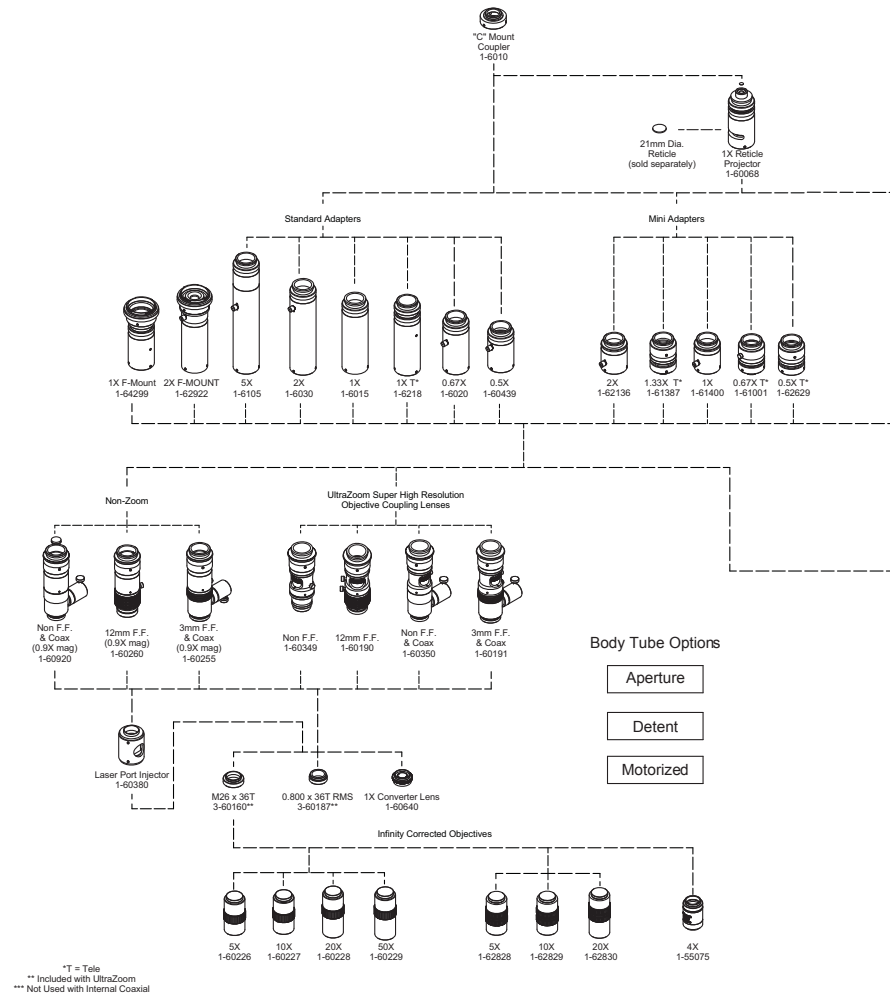 "C" Mount
Coupler
1-6010
21mm Dia.
Reticle
(sold separately)
1X Reticle
Projector
1-60068
Standard Adapters
Mini Adapters
1X F-Mount
1-64299
2X F-MOUNT
1-62922
5X
1-6105
2X
1-6030
1X
1-6015
1X T*
1-6218
0.67X
1-6020
0.5X
1-60439
2X
1-62136
1.33X T*
1-61387
1X
1-61400
0.67X T*
1-61001
0.5X T*
1-62629
Non-Zoom
UltraZoom Super High Resolution
Objective Coupling Lenses
Non F.F.
& Coax
(0.9X mag)
1-60920
12mm F.F.
(0.9X mag)
1-60260
3mm F.F.
& Coax
(0.9X mag)
1-60255
Non F.F.
1-60349
12mm F.F.
1-60190
Non F.F.
& Coax
1-60350
3mm F.F.
& Coax
1-60191
Body Tube Options
Aperture
Detent
Motorized
Laser Port Injector
1-60380
M26 x 36T
3-60160**
0.800 x 36T RMS
3-60187**
1X Converter Lens
1-60640
Infinity Corrected Objectives
5X
1-60226
10X
1-60227
20X
1-60228
50X
1-60229
5X
1-62828
10X
1-62829
20X
1-62830
4X
1-55075
*T = Tele
** Included with UltraZoom
*** Not Used with Internal Coaxial